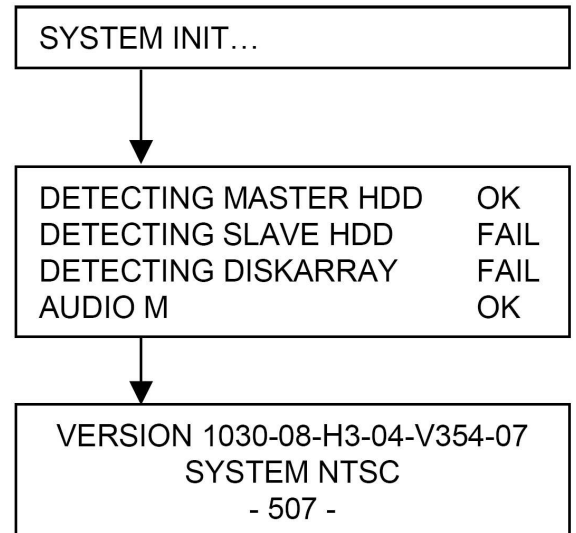 SYSTEM INIT…
DETECTING MASTER HDD OK
DETECTING SLAVE HDD FAIL
DETECTING DISKARRAY FAIL
AUDIO M OK
VERSION 1030-08-H3-04-V354-07
SYSTEM NTSC
- 507 -